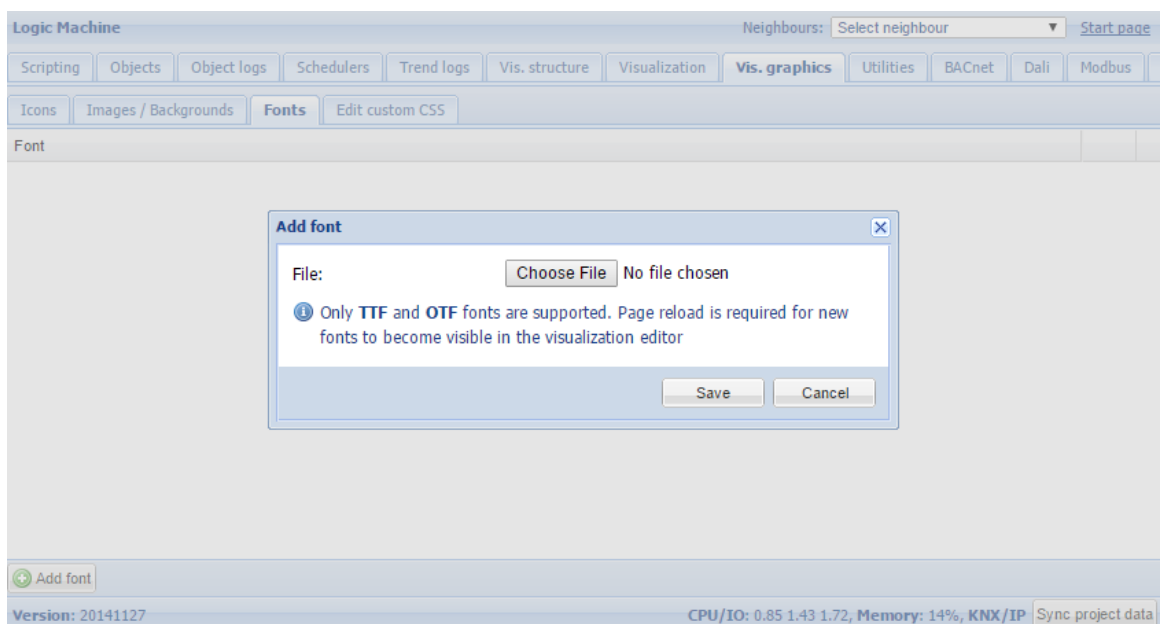 Logic Machine Neighbours: Select neighbour Start page
Scripting Objects Object logs Schedulers Trend logs Vis. structure Visualization Vis. graphics Utilities BACnet Dali Modbus
Icons Images / Backgrounds Fonts Edit custom CSS
Font
Add font
File: Choose File No file chosen
Only TTF and OTF fonts are supported. Page reload is required for new
fonts to become visible in the visualization editor
Save Cancel
Add font
Version: 20141127 CPU/IO: 0.85 1.43 1.72, Memory: 14%, KNX/IP Sync project data